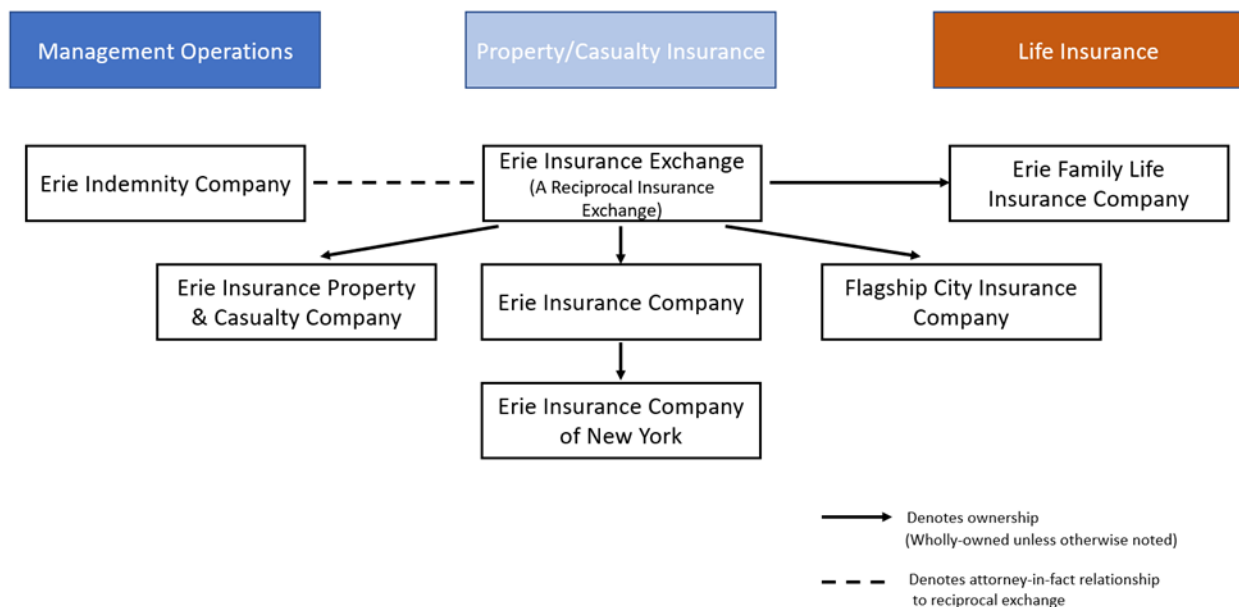 Management Operations
Property/Casualty Insurance
Life Insurance
Erie Indemnity Company
Erie Insurance Exchange
(A Reciprocal Insurance
Exchange)
Erie Family Life
Insurance Company
Erie Insurance Property
& Casualty Company
Erie Insurance Company
Flagship City Insurance
Company
Erie Insurance Company
of New York
Denotes ownership
(Wholly-owned unless otherwise noted)
Denotes attorney-in-fact relationship
to reciprocal exchange